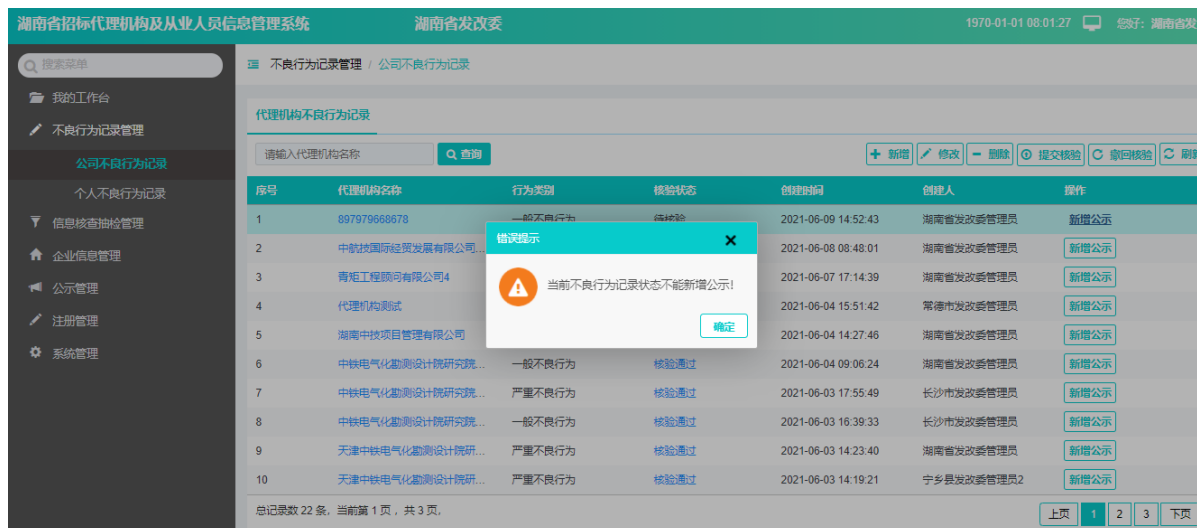 湖南省招标代理机构及从业人员信息管理系统 湖南省发改委 1970-01-01 08:01:27 您好: 湖南省发
搜索菜单
不良行为记录管理 / 公司不良行为记录
我的工作台
不良行为记录管理
公司不良行为记录
个人不良行为记录
信息核查抽检管理
企业信息管理
公示管理
注册管理
系统管理
代理机构不良行为记录
请输入代理机构名称 查询 新增 修改 删除 提交核验 撤回核验 刷新
序号 代理机构名称 行为类别 核验状态 创建时间 创建人 操作
1 897979668678 一般不良行为 待核验 2021-06-09 14:52:43 湖南省发改委管理员 新增公示
2 中航技国际经贸发展有限公司... 2021-06-08 08:48:01 湖南省发改委管理员 新增公示
3 青矩工程顾问有限公司4 2021-06-07 17:14:39 湖南省发改委管理员 新增公示
4 代理机构测试 2021-06-04 15:51:42 常德市发改委管理员 新增公示
5 湖南中技项目管理有限公司 2021-06-04 14:27:46 湖南省发改委管理员 新增公示
6 中铁电气化勘测设计院研究院... 一般不良行为 核验通过 2021-06-04 09:06:24 湖南省发改委管理员 新增公示
7 中铁电气化勘测设计院研究院... 严重不良行为 核验通过 2021-06-03 17:55:49 长沙市发改委管理员 新增公示
8 中铁电气化勘测设计院研究院... 一般不良行为 核验通过 2021-06-03 16:39:33 长沙市发改委管理员 新增公示
9 天津中铁电气化勘测设计院研... 严重不良行为 核验通过 2021-06-03 14:23:40 湖南省发改委管理员 新增公示
10 天津中铁电气化勘测设计院研... 严重不良行为 核验通过 2021-06-03 14:19:21 宁乡县发改委管理员2 新增公示
总记录数 22 条, 当前第 1 页 , 共 3 页, 上页 1 2 3 下页
错误提示
当前不良行为记录状态不能新增公示!
确定